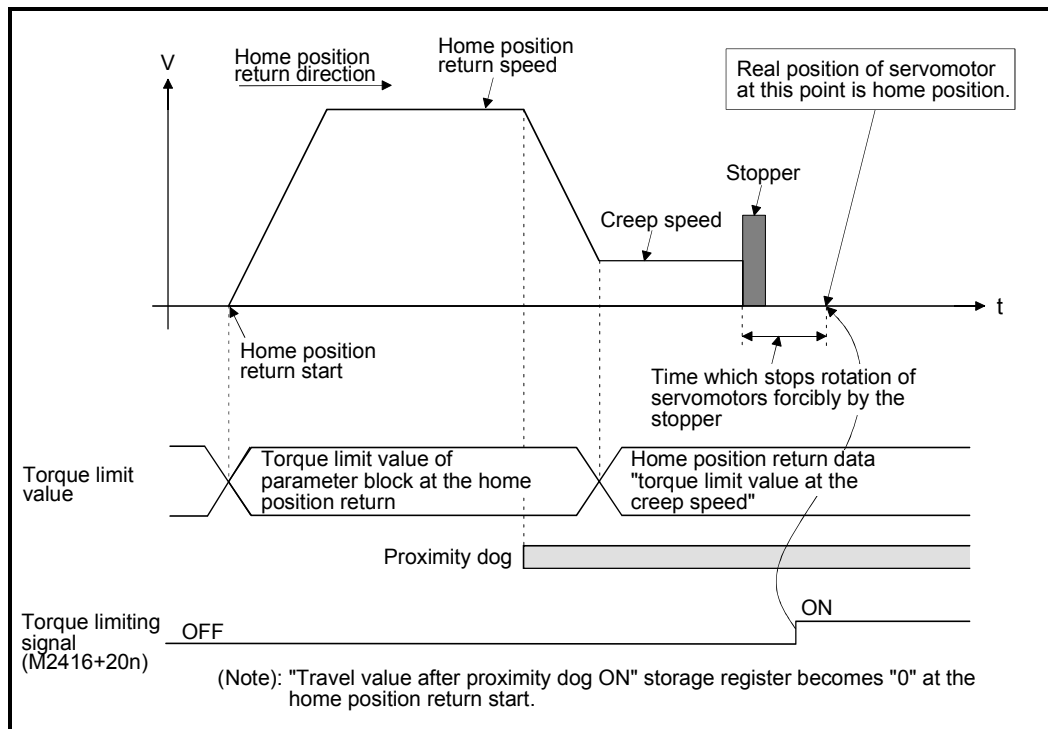 V
Home position
return direction
Home position
return speed
Real position of servomotor
at this point is home position.
Stopper
Creep speed
t
Home position
return start
Time which stops rotation of
servomotors forcibly by the
stopper
Torque limit
value
Torque limit value of
parameter block at the home
position return
Home position return data
"torque limit value at the
creep speed"
Proximity dog
Torque limiting
signal
(M2416+20n)
OFF
ON
(Note): "Travel value after proximity dog ON" storage register becomes "0" at the
home position return start.